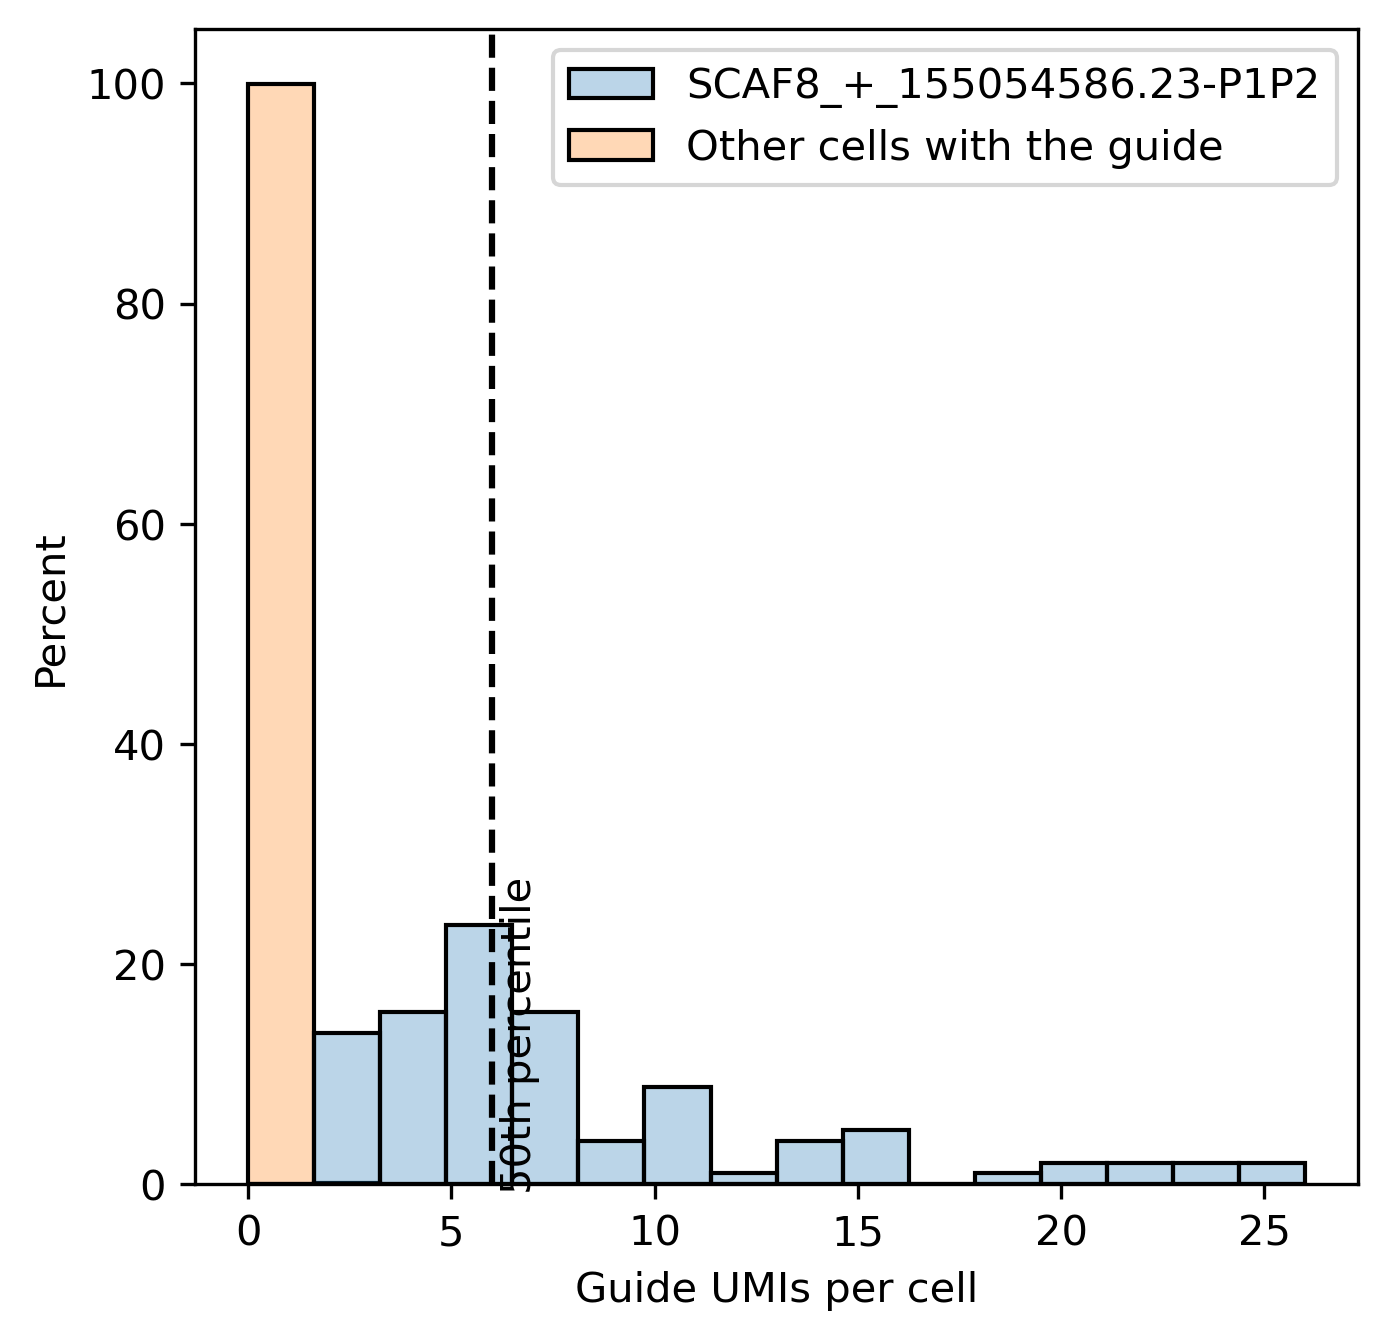 SCAF8_+_155054586.23-P1P2
Other cells with the guide
100
80
60
40
20
0
Percent
50th percentile
0 5 10 15 20 25
Guide UMIs per cell